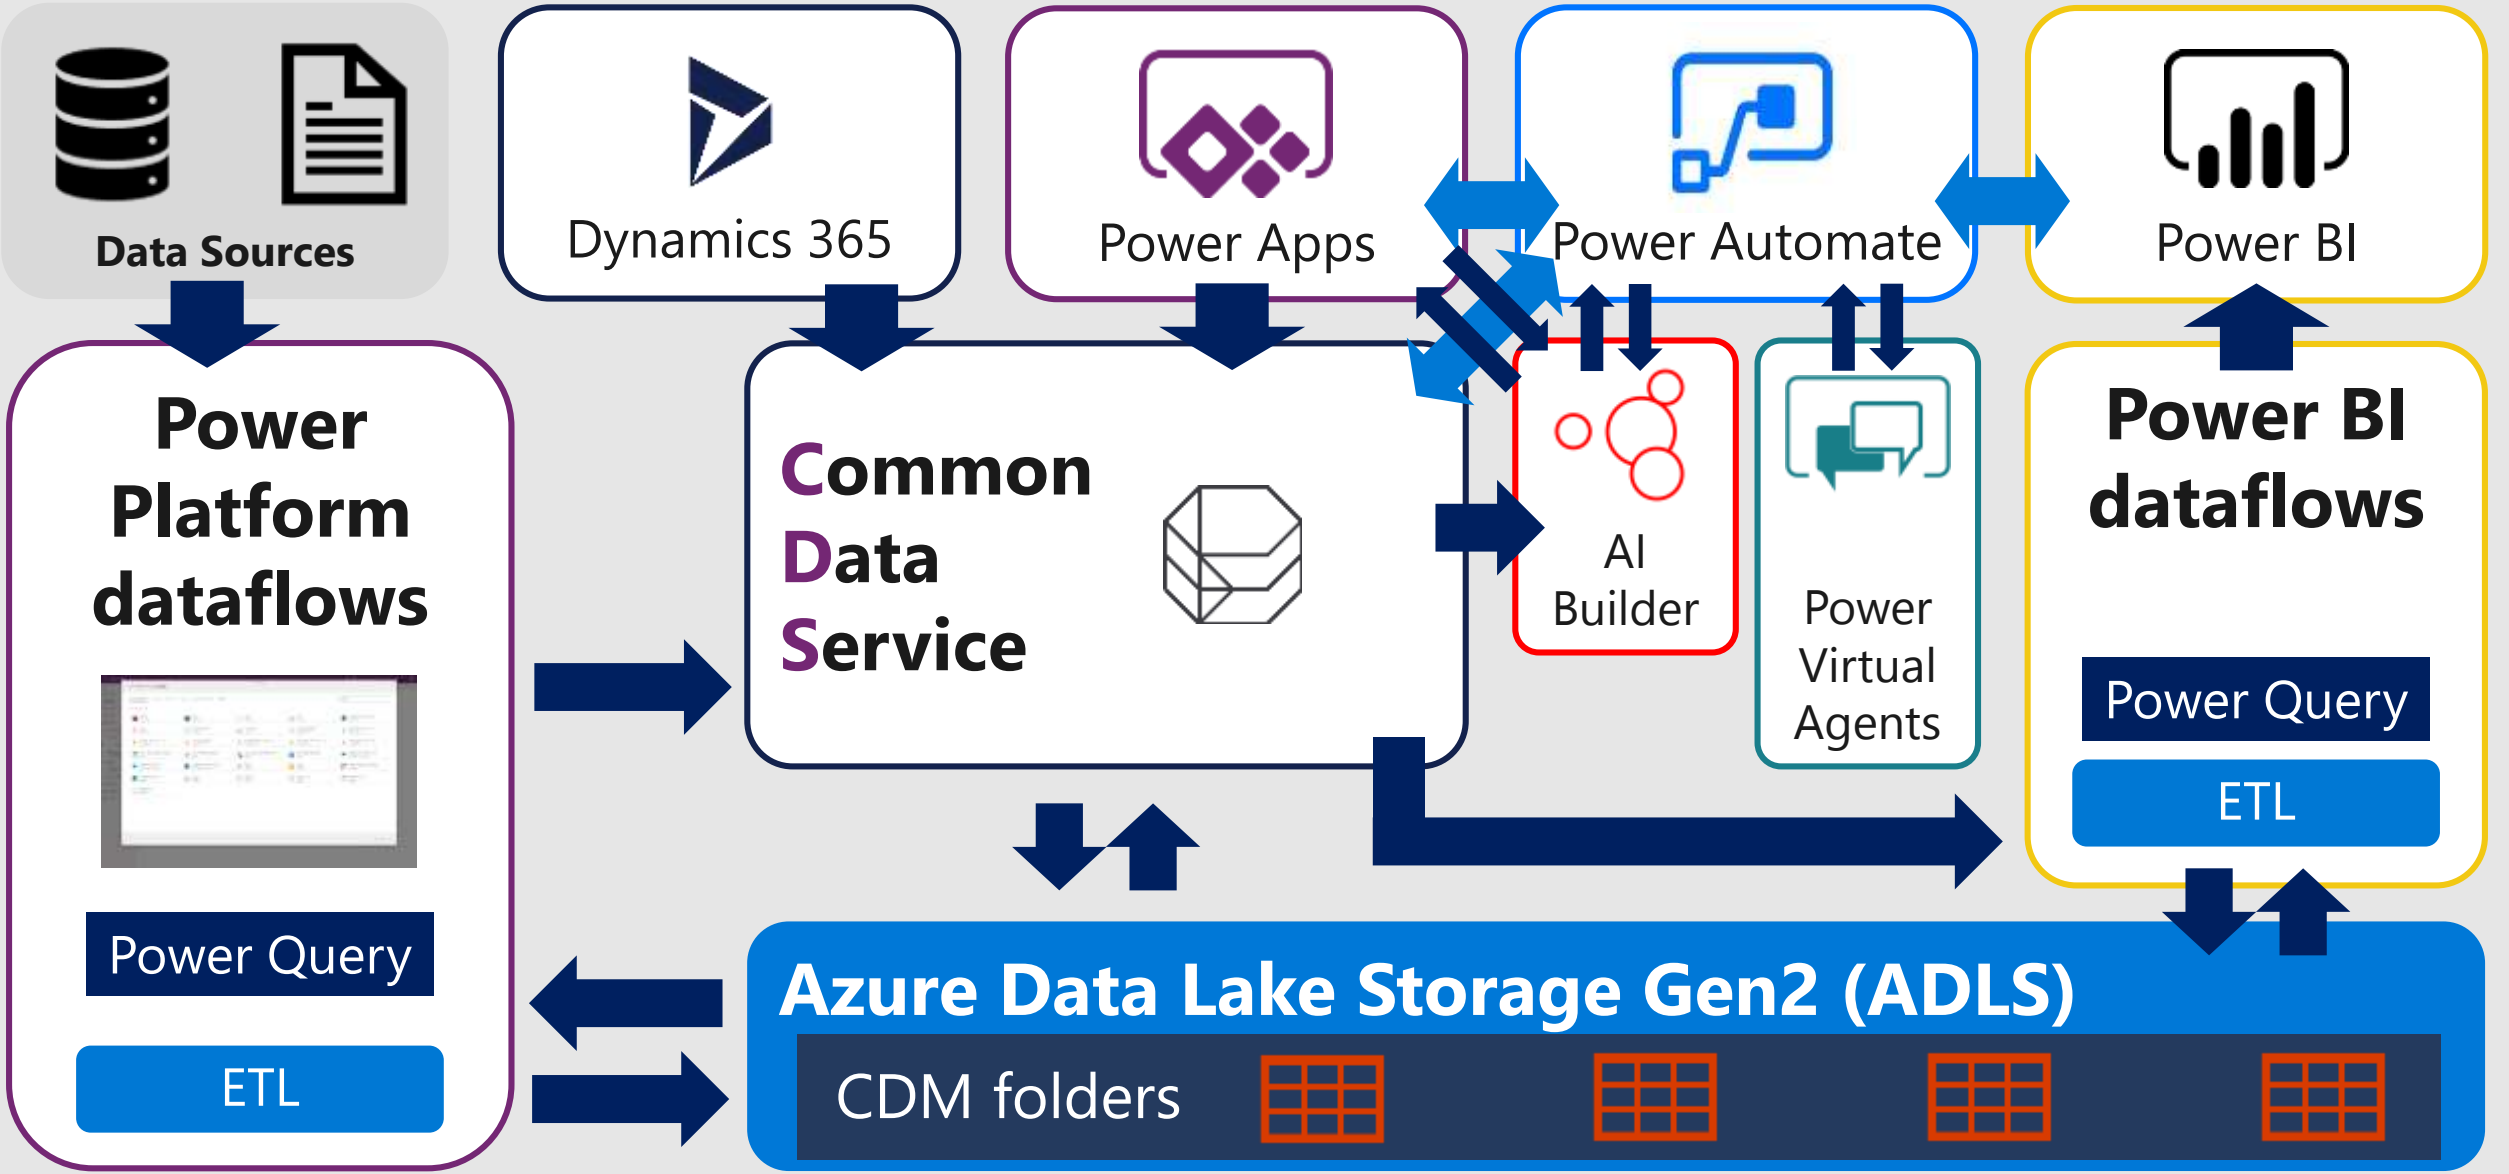 Data Sources
Dynamics 365
Power Apps
Power Automate
Power BI
Power
Platform
dataflows
Power Query
ETL
Common
Data
Service
AI
Builder
Power
Virtual
Agents
Power BI
dataflows
Power Query
ETL
Azure Data Lake Storage Gen2 (ADLS)
CDM folders